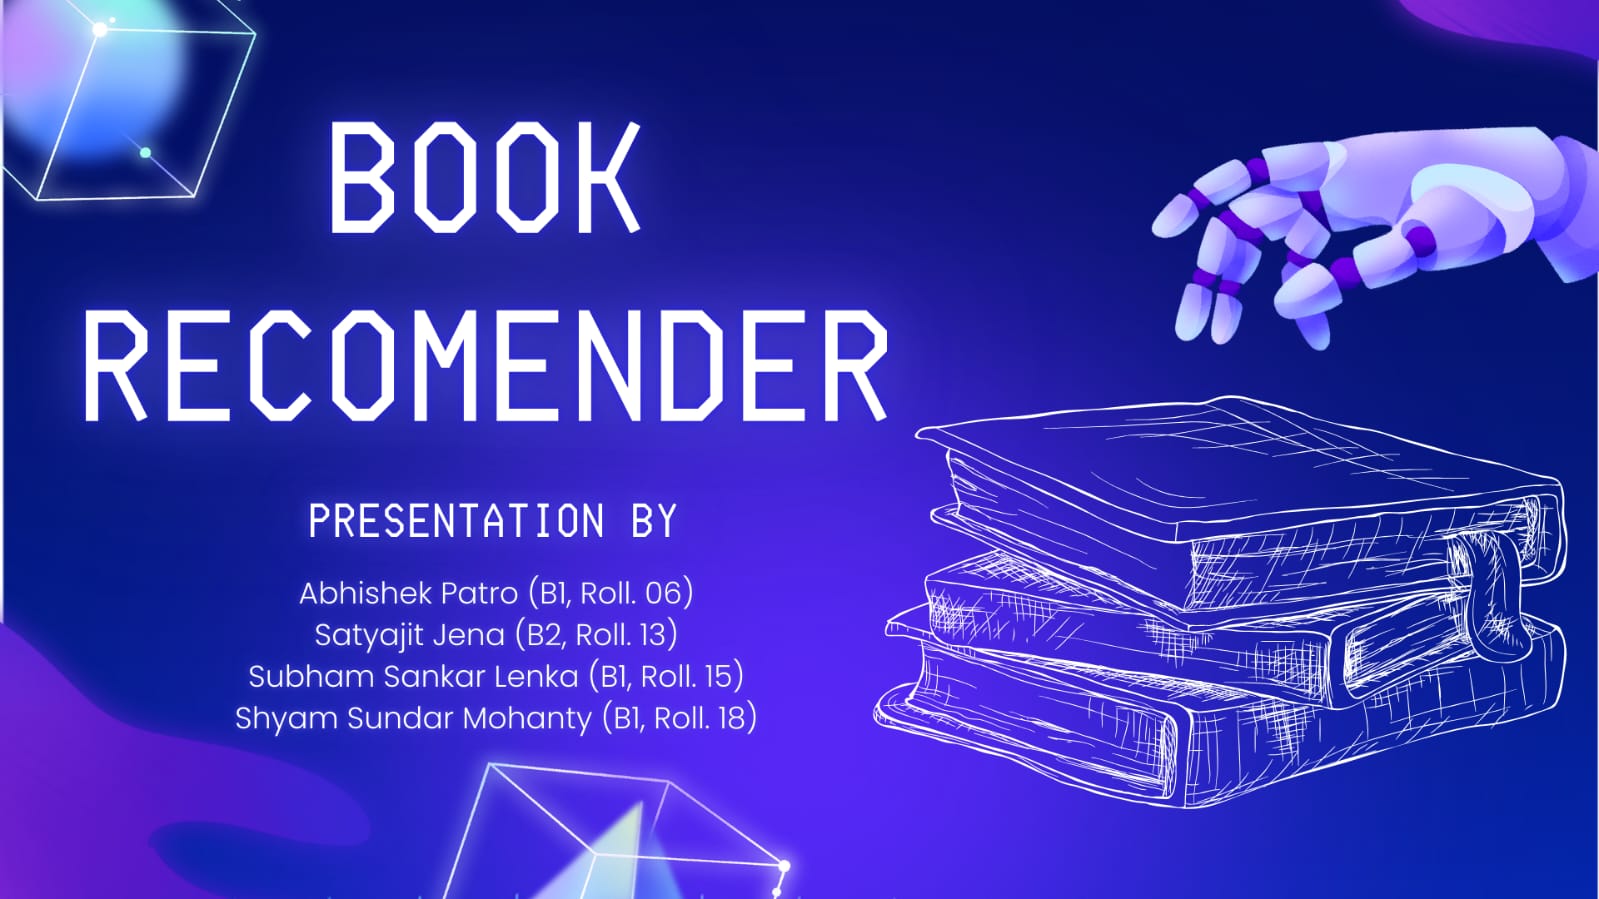 BOOK
RECOMENDER
PRESENTATION BY
Abhishek Patro (B1, Roll. 06)
Satyajit Jena (B2, Roll. 13)
Subham Sankar Lenka (B1, Roll. 15)
Shyam Sundar Mohanty (B1, Roll. 18)